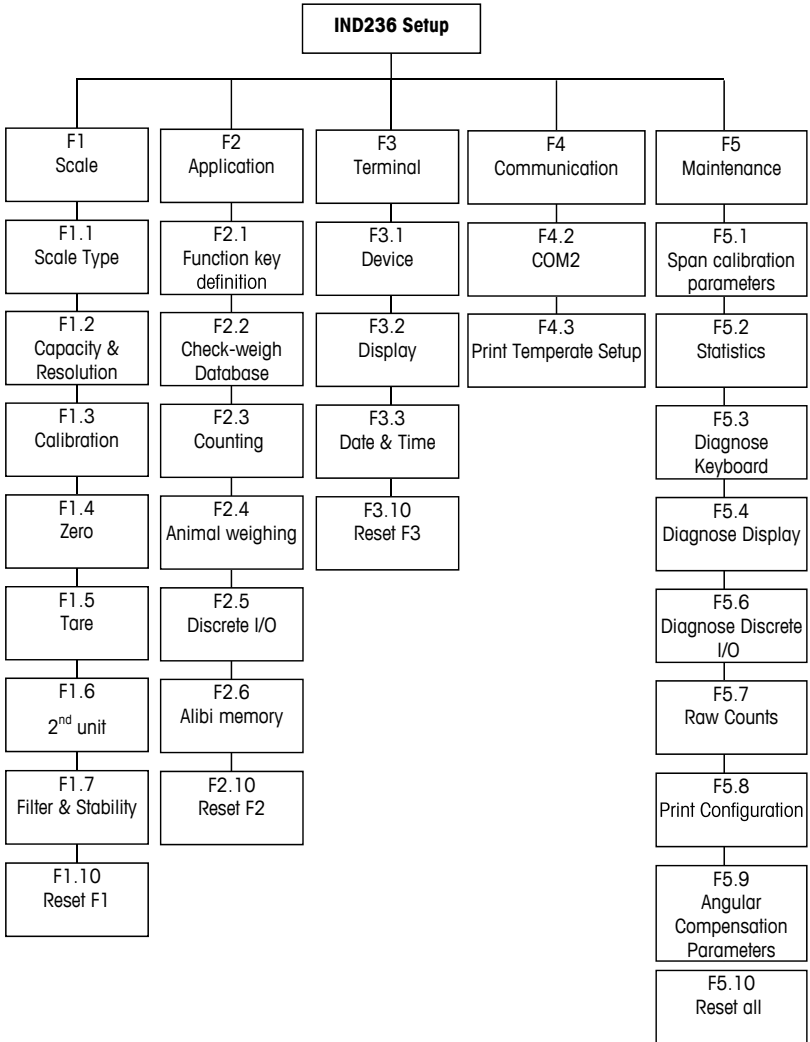 IND236 Setup
F1
Scale
F1.1
Scale Type
F1.2
Capacity &
Resolution
F1.3
Calibration
F1.4
Zero
F1.5
Tare
F1.6
2nd unit
F1.7
Filter & Stability
F1.10
Reset F1
F2
Application
F2.1
Function key
definition
F2.2
Check-weigh
Database
F2.3
Counting
F2.4
Animal weighing
F2.5
Discrete I/O
F2.6
Alibi memory
F2.10
Reset F2
F3
Terminal
F3.1
Device
F3.2
Display
F3.3
Date & Time
F3.10
Reset F3
F4
Communication
F4.2
COM2
F4.3
Print Temperate Setup
F5
Maintenance
F5.1
Span calibration
parameters
F5.2
Statistics
F5.3
Diagnose
Keyboard
F5.4
Diagnose Display
F5.6
Diagnose Discrete
I/O
F5.7
Raw Counts
F5.8
Print Configuration
F5.9
Angular
Compensation
Parameters
F5.10
Reset all